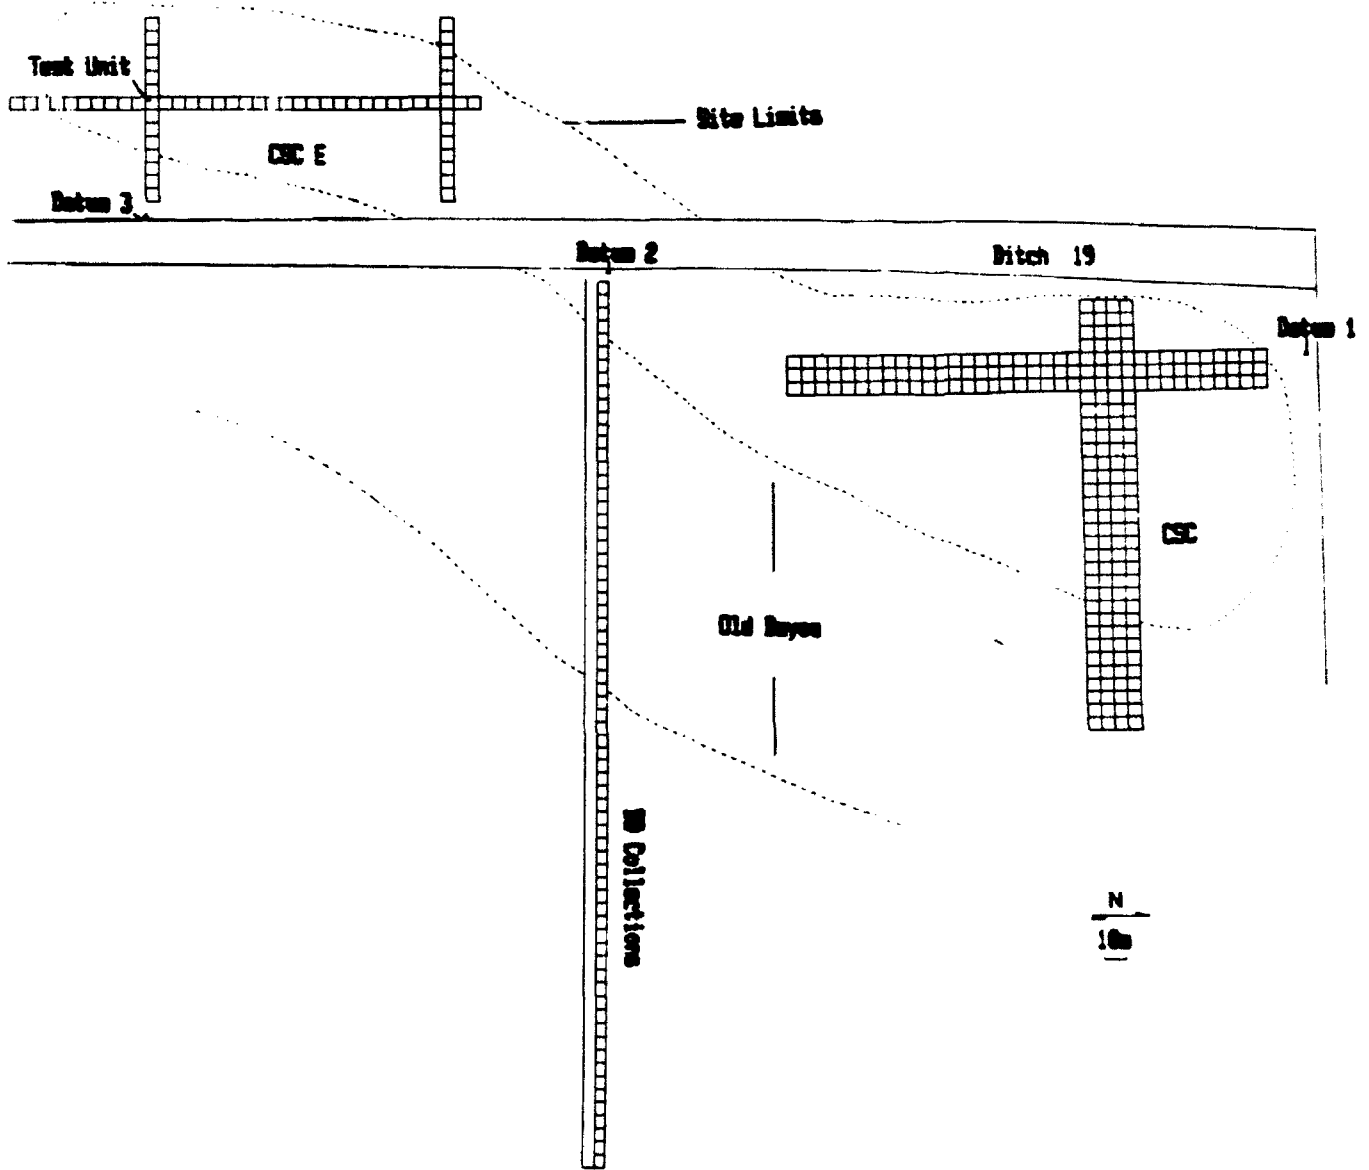 Test Unit
Site Limits
CSC E
Datum 3
Datum 2
Ditch 19
Datum 1
CSC
Old Bayou
Collections
N
10m